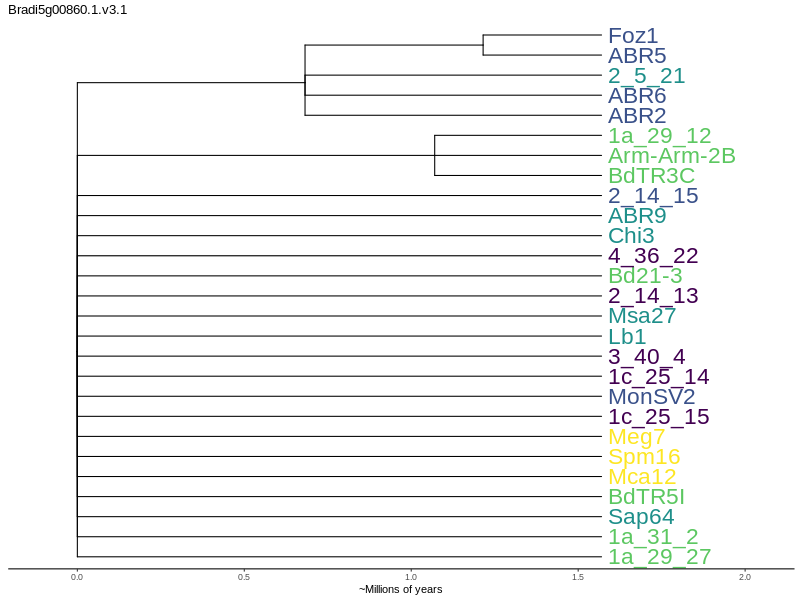 Bradi5g00860.1.v3.1
Foz1
ABR5
2_5_21
ABR6
ABR2
1a_29_12
Arm-Arm-2B
BdTR3C
2_14_15
ABR9
Chi3
4_36_22
Bd21-3
2_14_13
Msa27
Lb1
3_40_4
1c_25_14
MonSV2
1c_25_15
Meg7
Spm16
Mca12
BdTR5I
Sap64
1a_31_2
1a_29_27
0.0 0.5 1.0 1.5 2.0
~Millions of years